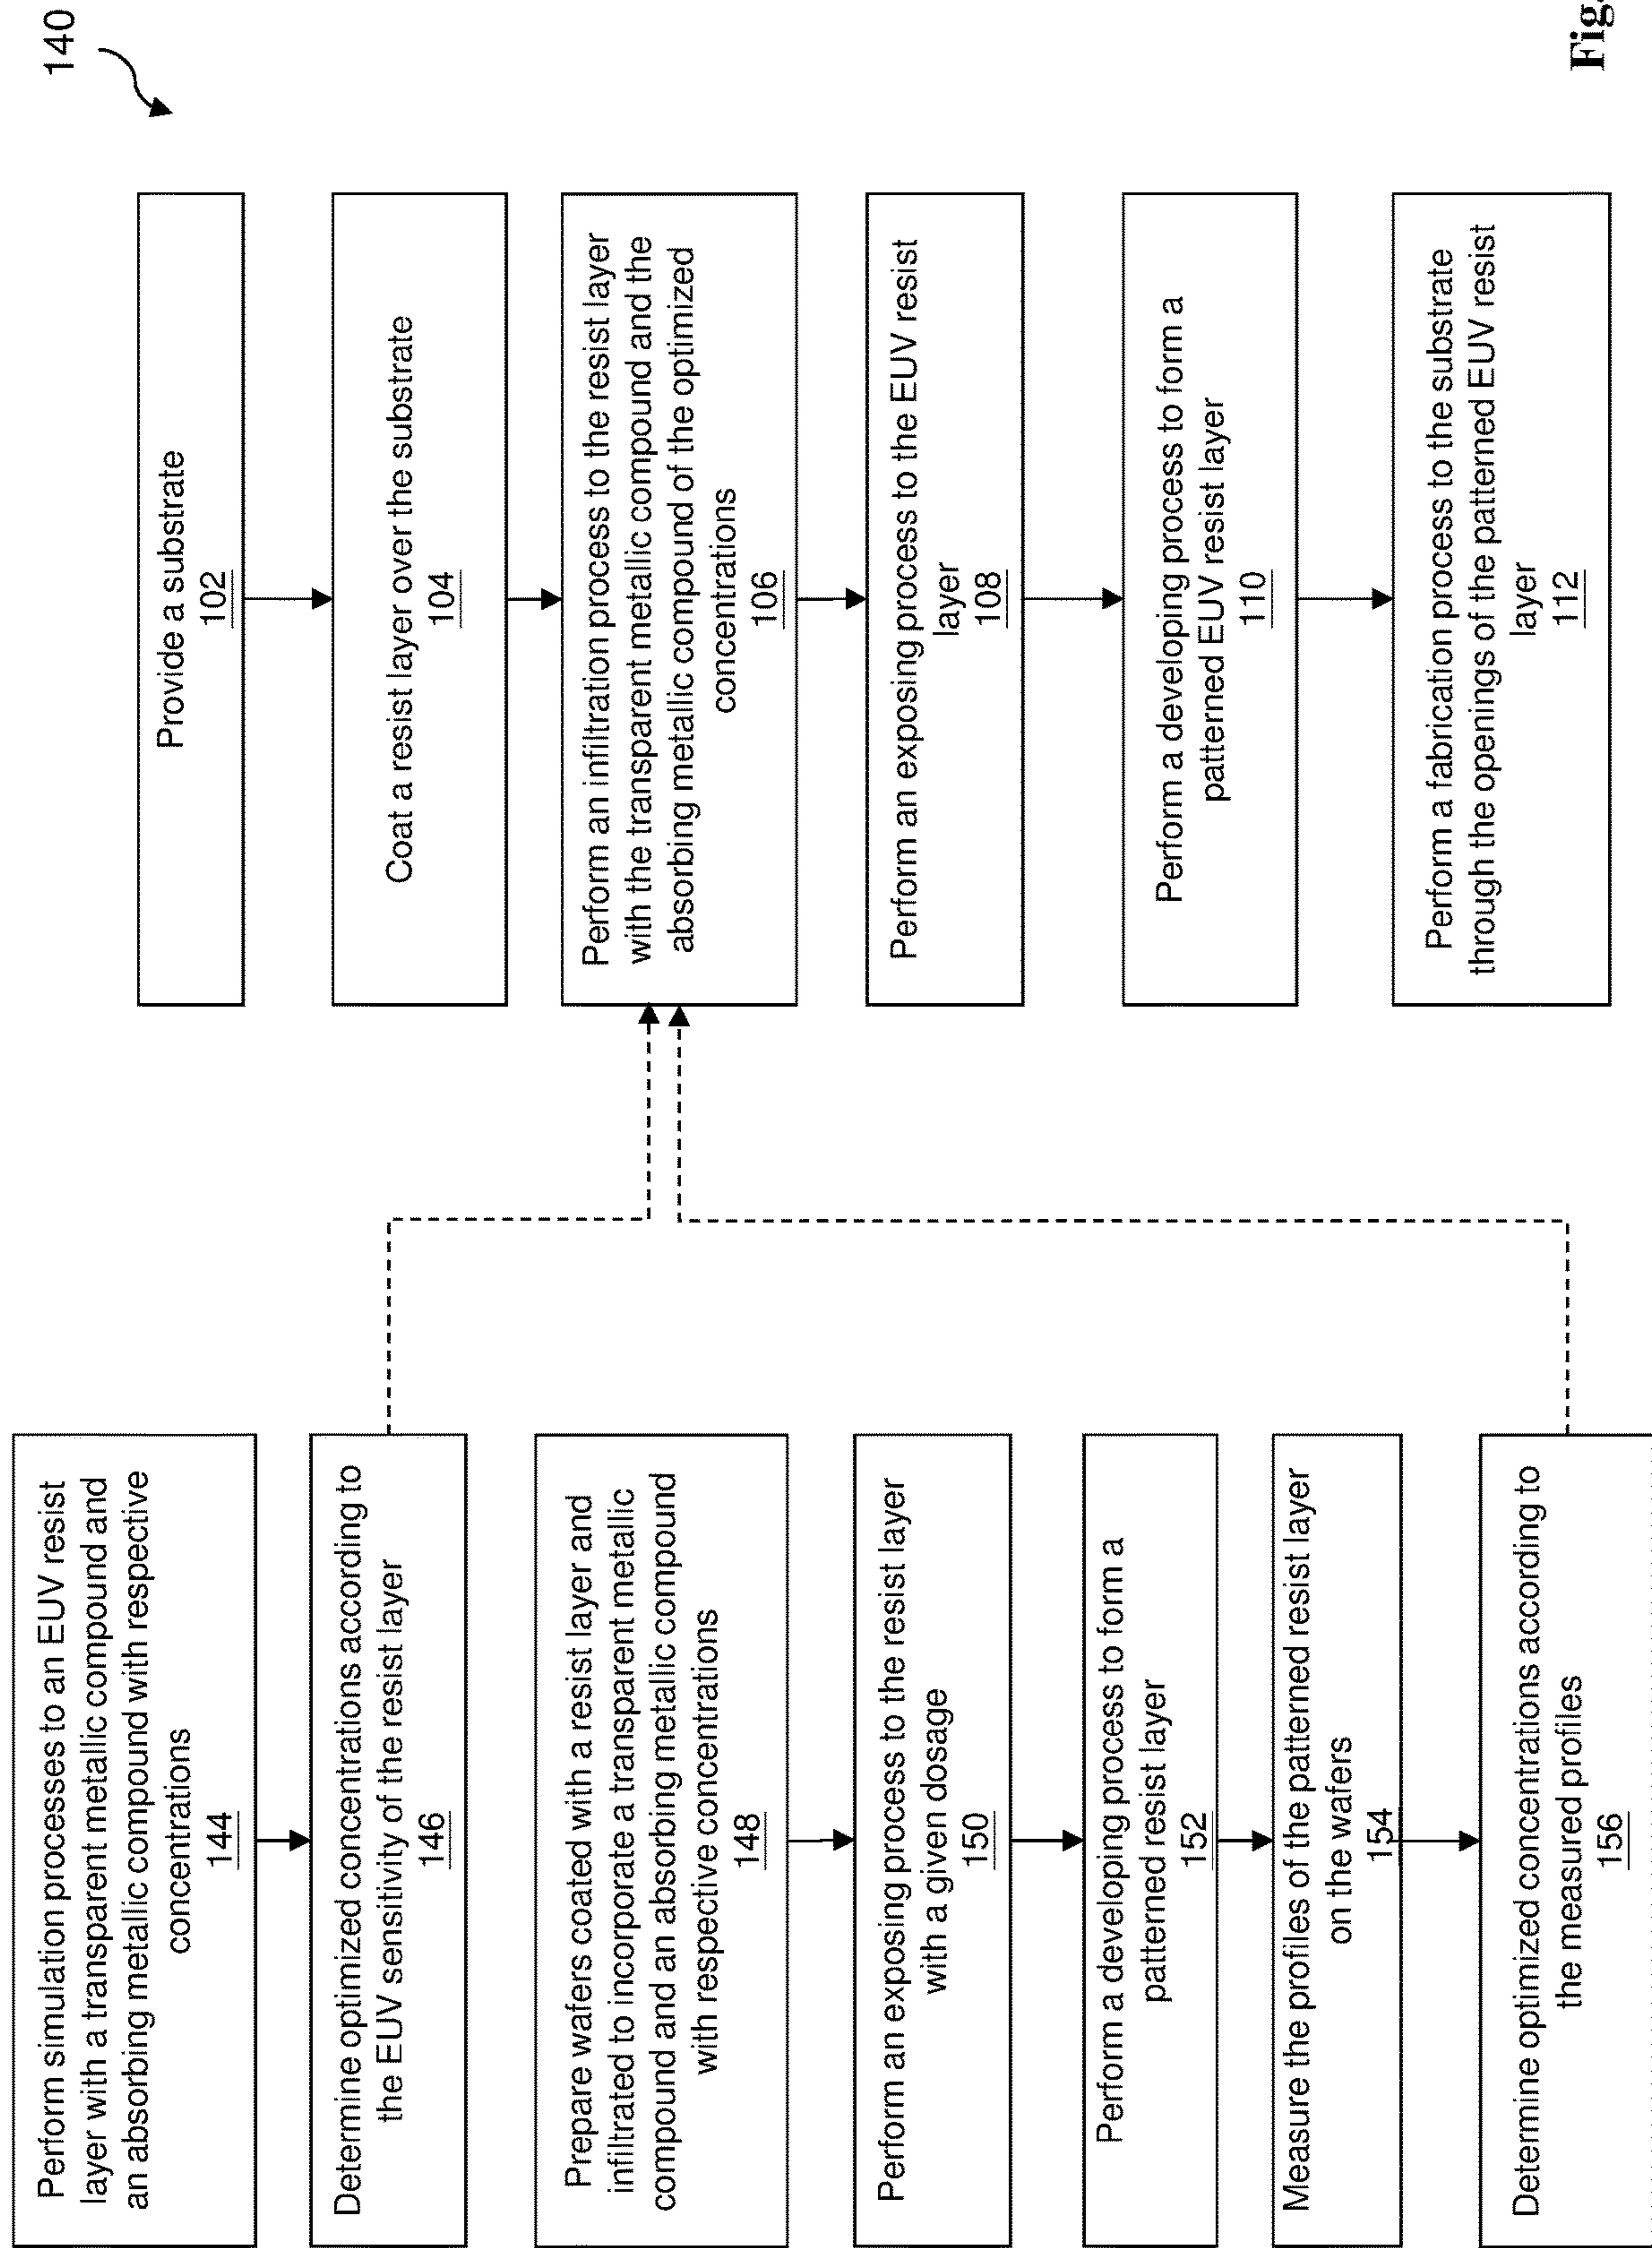 140
Perform simulation processes to an EUV resist
layer with a transparent metallic compound and
an absorbing metallic compound with respective
concentrations
144
Determine optimized concentrations according to
the EUV sensitivity of the resist layer
146
Prepare wafers coated with a resist layer and
infiltrated to incorporate a transparent metallic
compound and an absorbing metallic compound
with respective concentrations
148
Perform an exposing process to the resist layer
with a given dosage
150
Perform a developing process to form a
patterned resist layer
152
Measure the profiles of the patterned resist layer
on the wafers
154
Determine optimized concentrations according to
the measured profiles
156
Provide a substrate
102
Coat a resist layer over the substrate
104
Perform an infiltration process to the resist layer
with the transparent metallic compound and the
absorbing metallic compound of the optimized
concentrations
106
Perform an exposing process to the EUV resist
layer
108
Perform a developing process to form a
patterned EUV resist layer
110
Perform a fabrication process to the substrate
through the openings of the patterned EUV resist
layer
112
Fig.